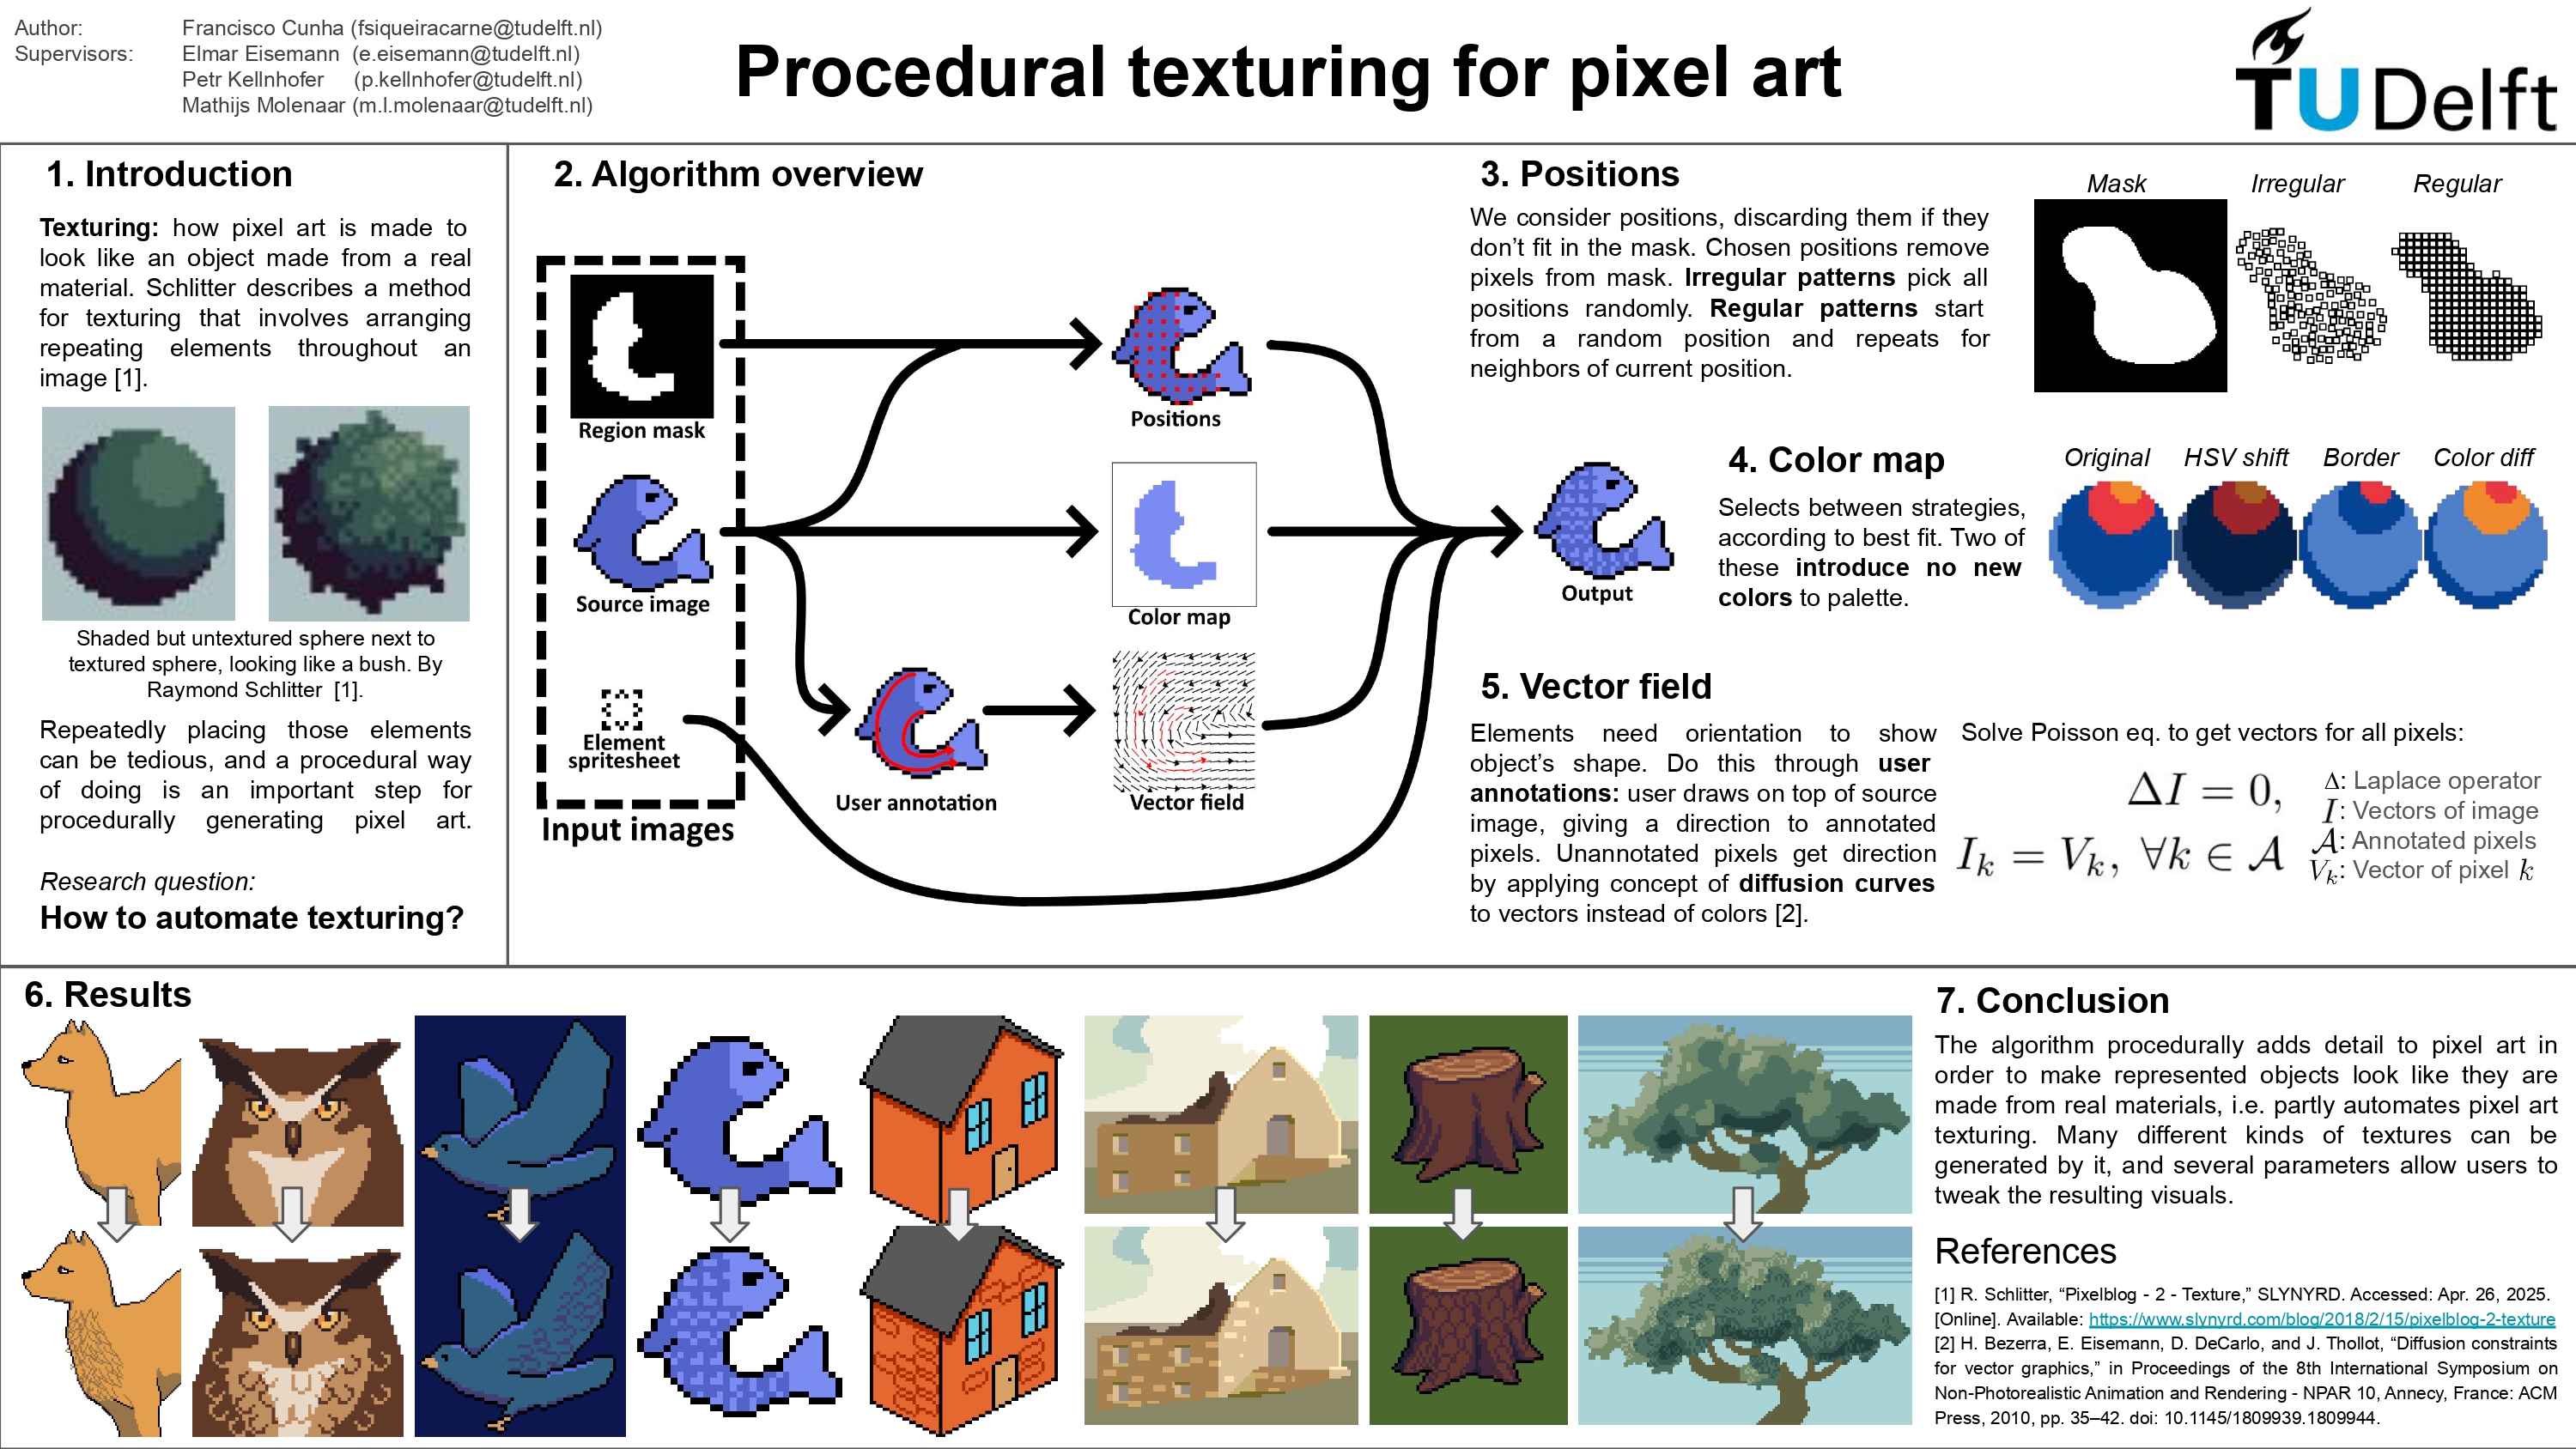 Author: Francisco Cunha (fsiqueiracarne@tudelft.nl)
Supervisors: Elmar Eisemann (e.eisemann@tudelft.nl)
Petr Kellnhofer (p.kellnhofer@tudelft.nl)
Mathijs Molenaar (m.l.molenaar@tudelft.nl)
Procedural texturing for pixel art
TU Delft
1. Introduction
Texturing: how pixel art is made to
look like an object made from a real
material. Schlitter describes a method
for texturing that involves arranging
repeating elements throughout an
image [1].
Shaded but untextured sphere next to
textured sphere, looking like a bush. By
Raymond Schlitter [1].
Repeatedly placing those elements
can be tedious, and a procedural way
of doing is an important step for
procedurally generating pixel art.
Research question:
How to automate texturing?
2. Algorithm overview
Region mask
Source image
Element
spritesheet
Input images
User annotation
Positions
Color map
Vector field
Output
3. Positions
We consider positions, discarding them if they
don't fit in the mask. Chosen positions remove
pixels from mask. Irregular patterns pick all
positions randomly. Regular patterns start
from a random position and repeats for
neighbors of current position.
Mask Irregular Regular
4. Color map
Selects between strategies,
according to best fit. Two of
these introduce no new
colors to palette.
Original HSV shift Border Color diff
5. Vector field
Elements need orientation to show
object's shape. Do this through user
annotations: user draws on top of source
image, giving a direction to annotated
pixels. Unannotated pixels get direction
by applying concept of diffusion curves
to vectors instead of colors [2].
Solve Poisson eq. to get vectors for all pixels:
ΔI = 0,
I_k = V_k, ∀k ∈ 𝒜
Δ: Laplace operator
I: Vectors of image
𝒜: Annotated pixels
V_k: Vector of pixel k
6. Results
7. Conclusion
The algorithm procedurally adds detail to pixel art in
order to make represented objects look like they are
made from real materials, i.e. partly automates pixel art
texturing. Many different kinds of textures can be
generated by it, and several parameters allow users to
tweak the resulting visuals.
References
[1] R. Schlitter, “Pixelblog - 2 - Texture,” SLYNYRD. Accessed: Apr. 26, 2025.
[Online]. Available: https://www.slynyrd.com/blog/2018/2/15/pixelblog-2-texture
[2] H. Bezerra, E. Eisemann, D. DeCarlo, and J. Thollot, “Diffusion constraints
for vector graphics,” in Proceedings of the 8th International Symposium on
Non-Photorealistic Animation and Rendering - NPAR 10, Annecy, France: ACM
Press, 2010, pp. 35–42. doi: 10.1145/1809939.1809944.